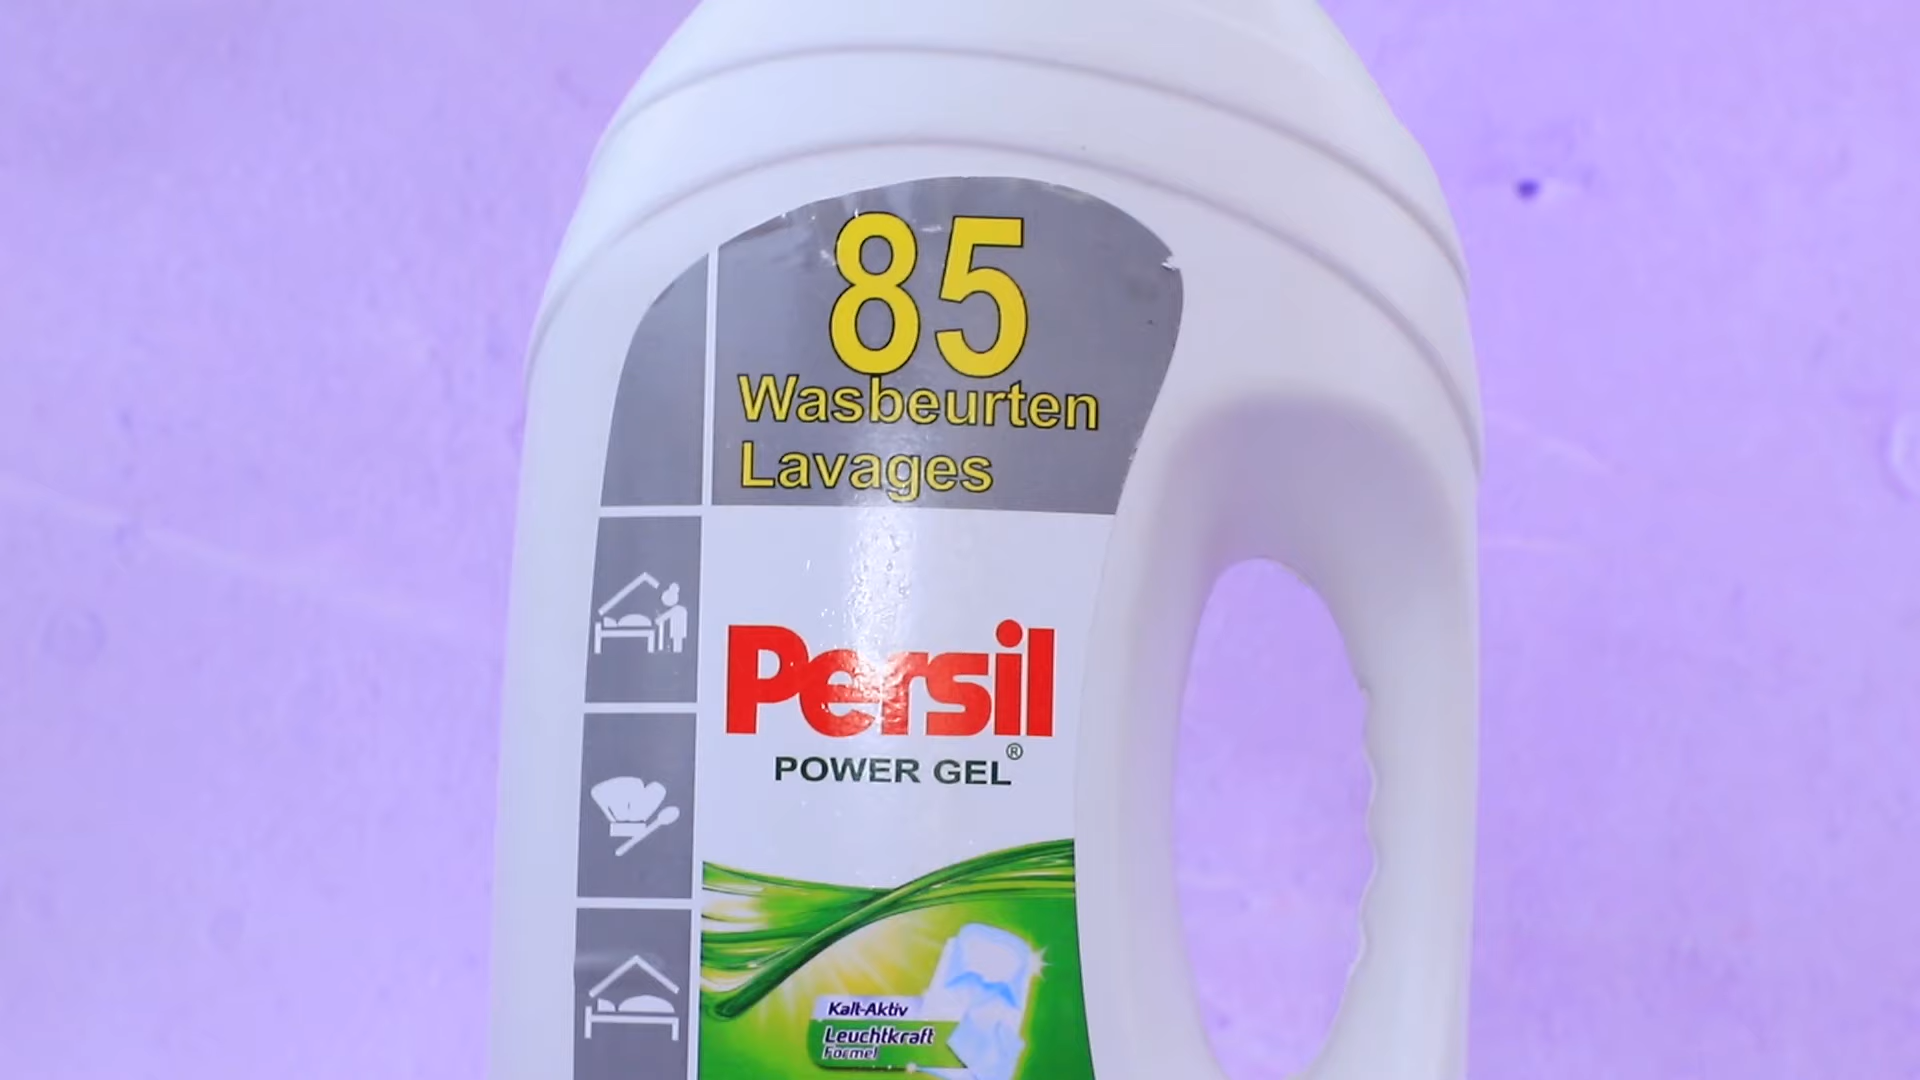 85
Wasbeurten
Lavages
Persil
POWER GEL®
Kalt-Aktiv
Leuchtkraft
Formel